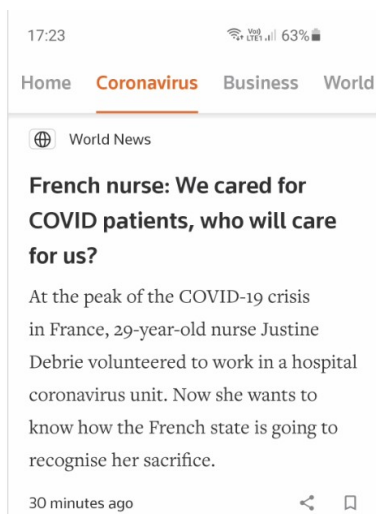 17:23 Vo) LTE1 63%
Home Coronavirus Business World
World News
French nurse: We cared for
COVID patients, who will care
for us?
At the peak of the COVID-19 crisis
in France, 29-year-old nurse Justine
Debrie volunteered to work in a hospital
coronavirus unit. Now she wants to
know how the French state is going to
recognise her sacrifice.
30 minutes ago